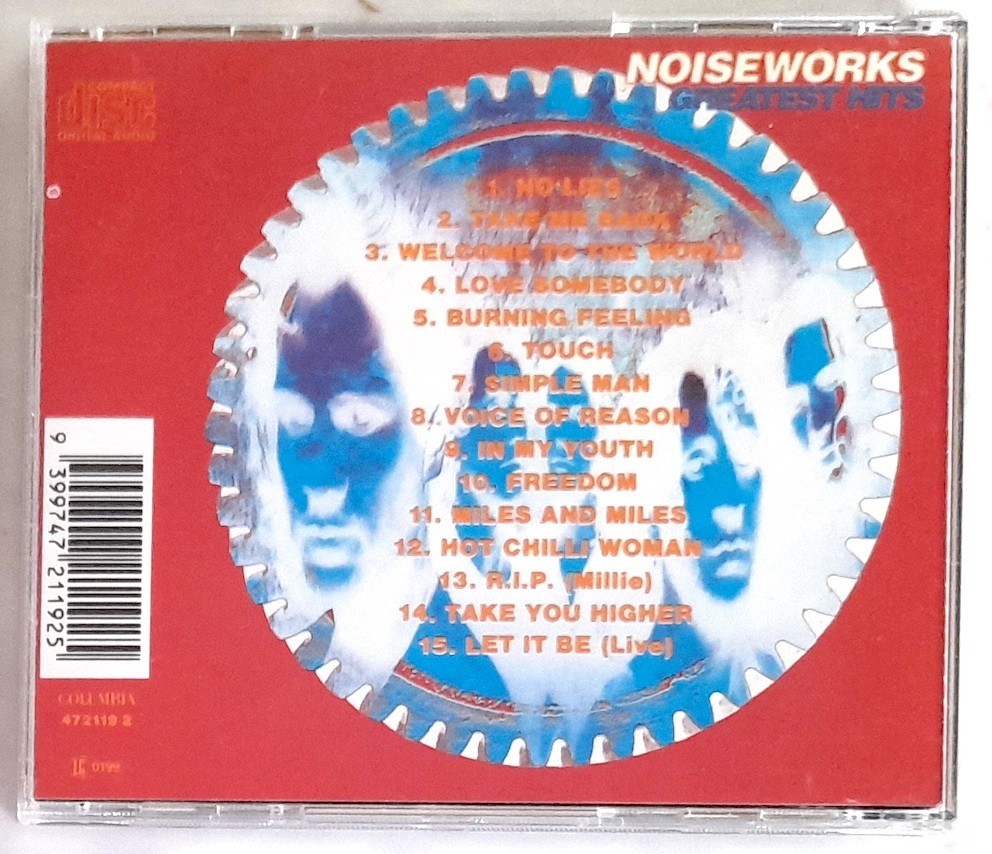 NOISEWORKS
GREATEST HITS
COMPACT
disc
DIGITAL AUDIO
1. NO LIES
2. TAKE ME BACK
3. WELCOME TO THE WORLD
4. LOVE SOMEBODY
5. BURNING FEELING
6. TOUCH
7. SIMPLE MAN
8. VOICE OF REASON
9. IN MY YOUTH
10. FREEDOM
11. MILES AND MILES
12. HOT CHILLI WOMAN
13. R.I.P. (Millie)
14. TAKE YOU HIGHER
15. LET IT BE (Live)
9 399747 211925
COLUMBIA
472119 2